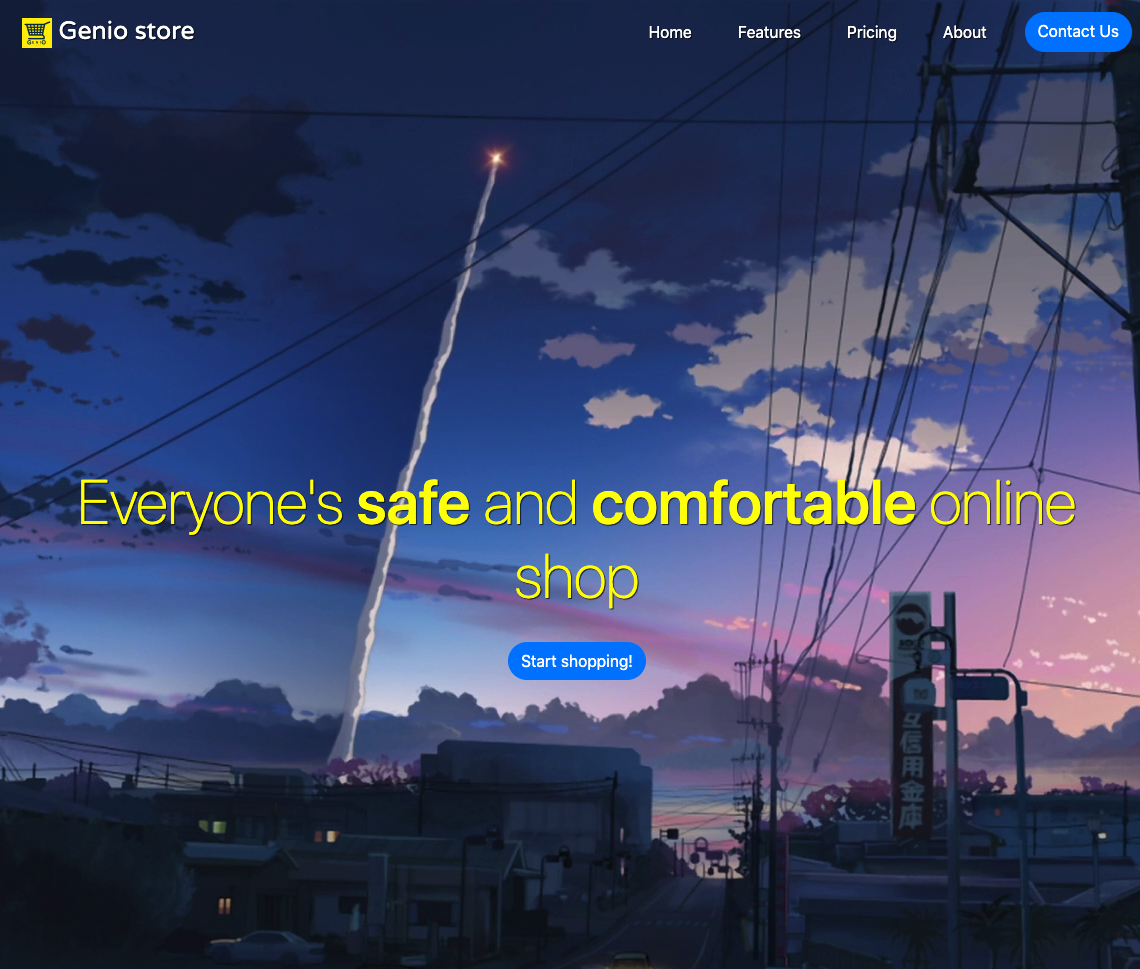 Genio store
Home Features Pricing About Contact Us
Everyone's safe and comfortable online
shop
Start shopping!
信用金庫